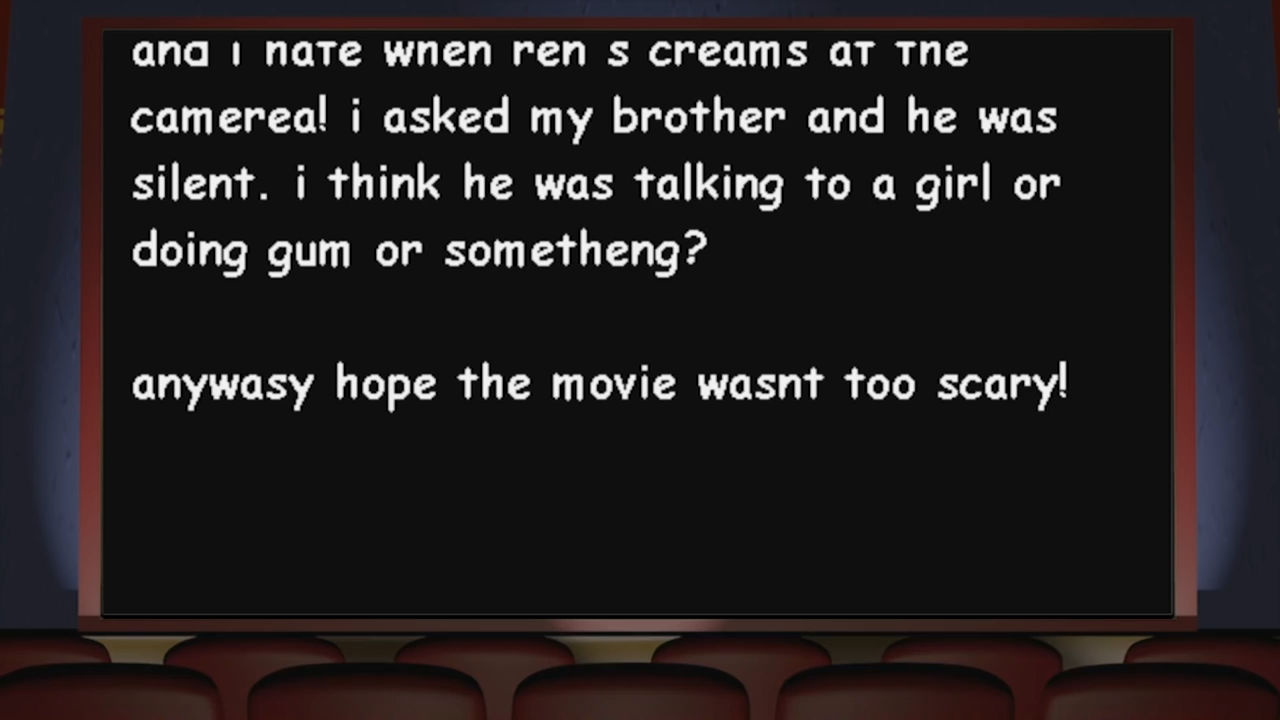 and i hate when ren s creams at the
camerea! i asked my brother and he was
silent. i think he was talking to a girl or
doing gum or sometheng?
anywasy hope the movie wasnt too scary!